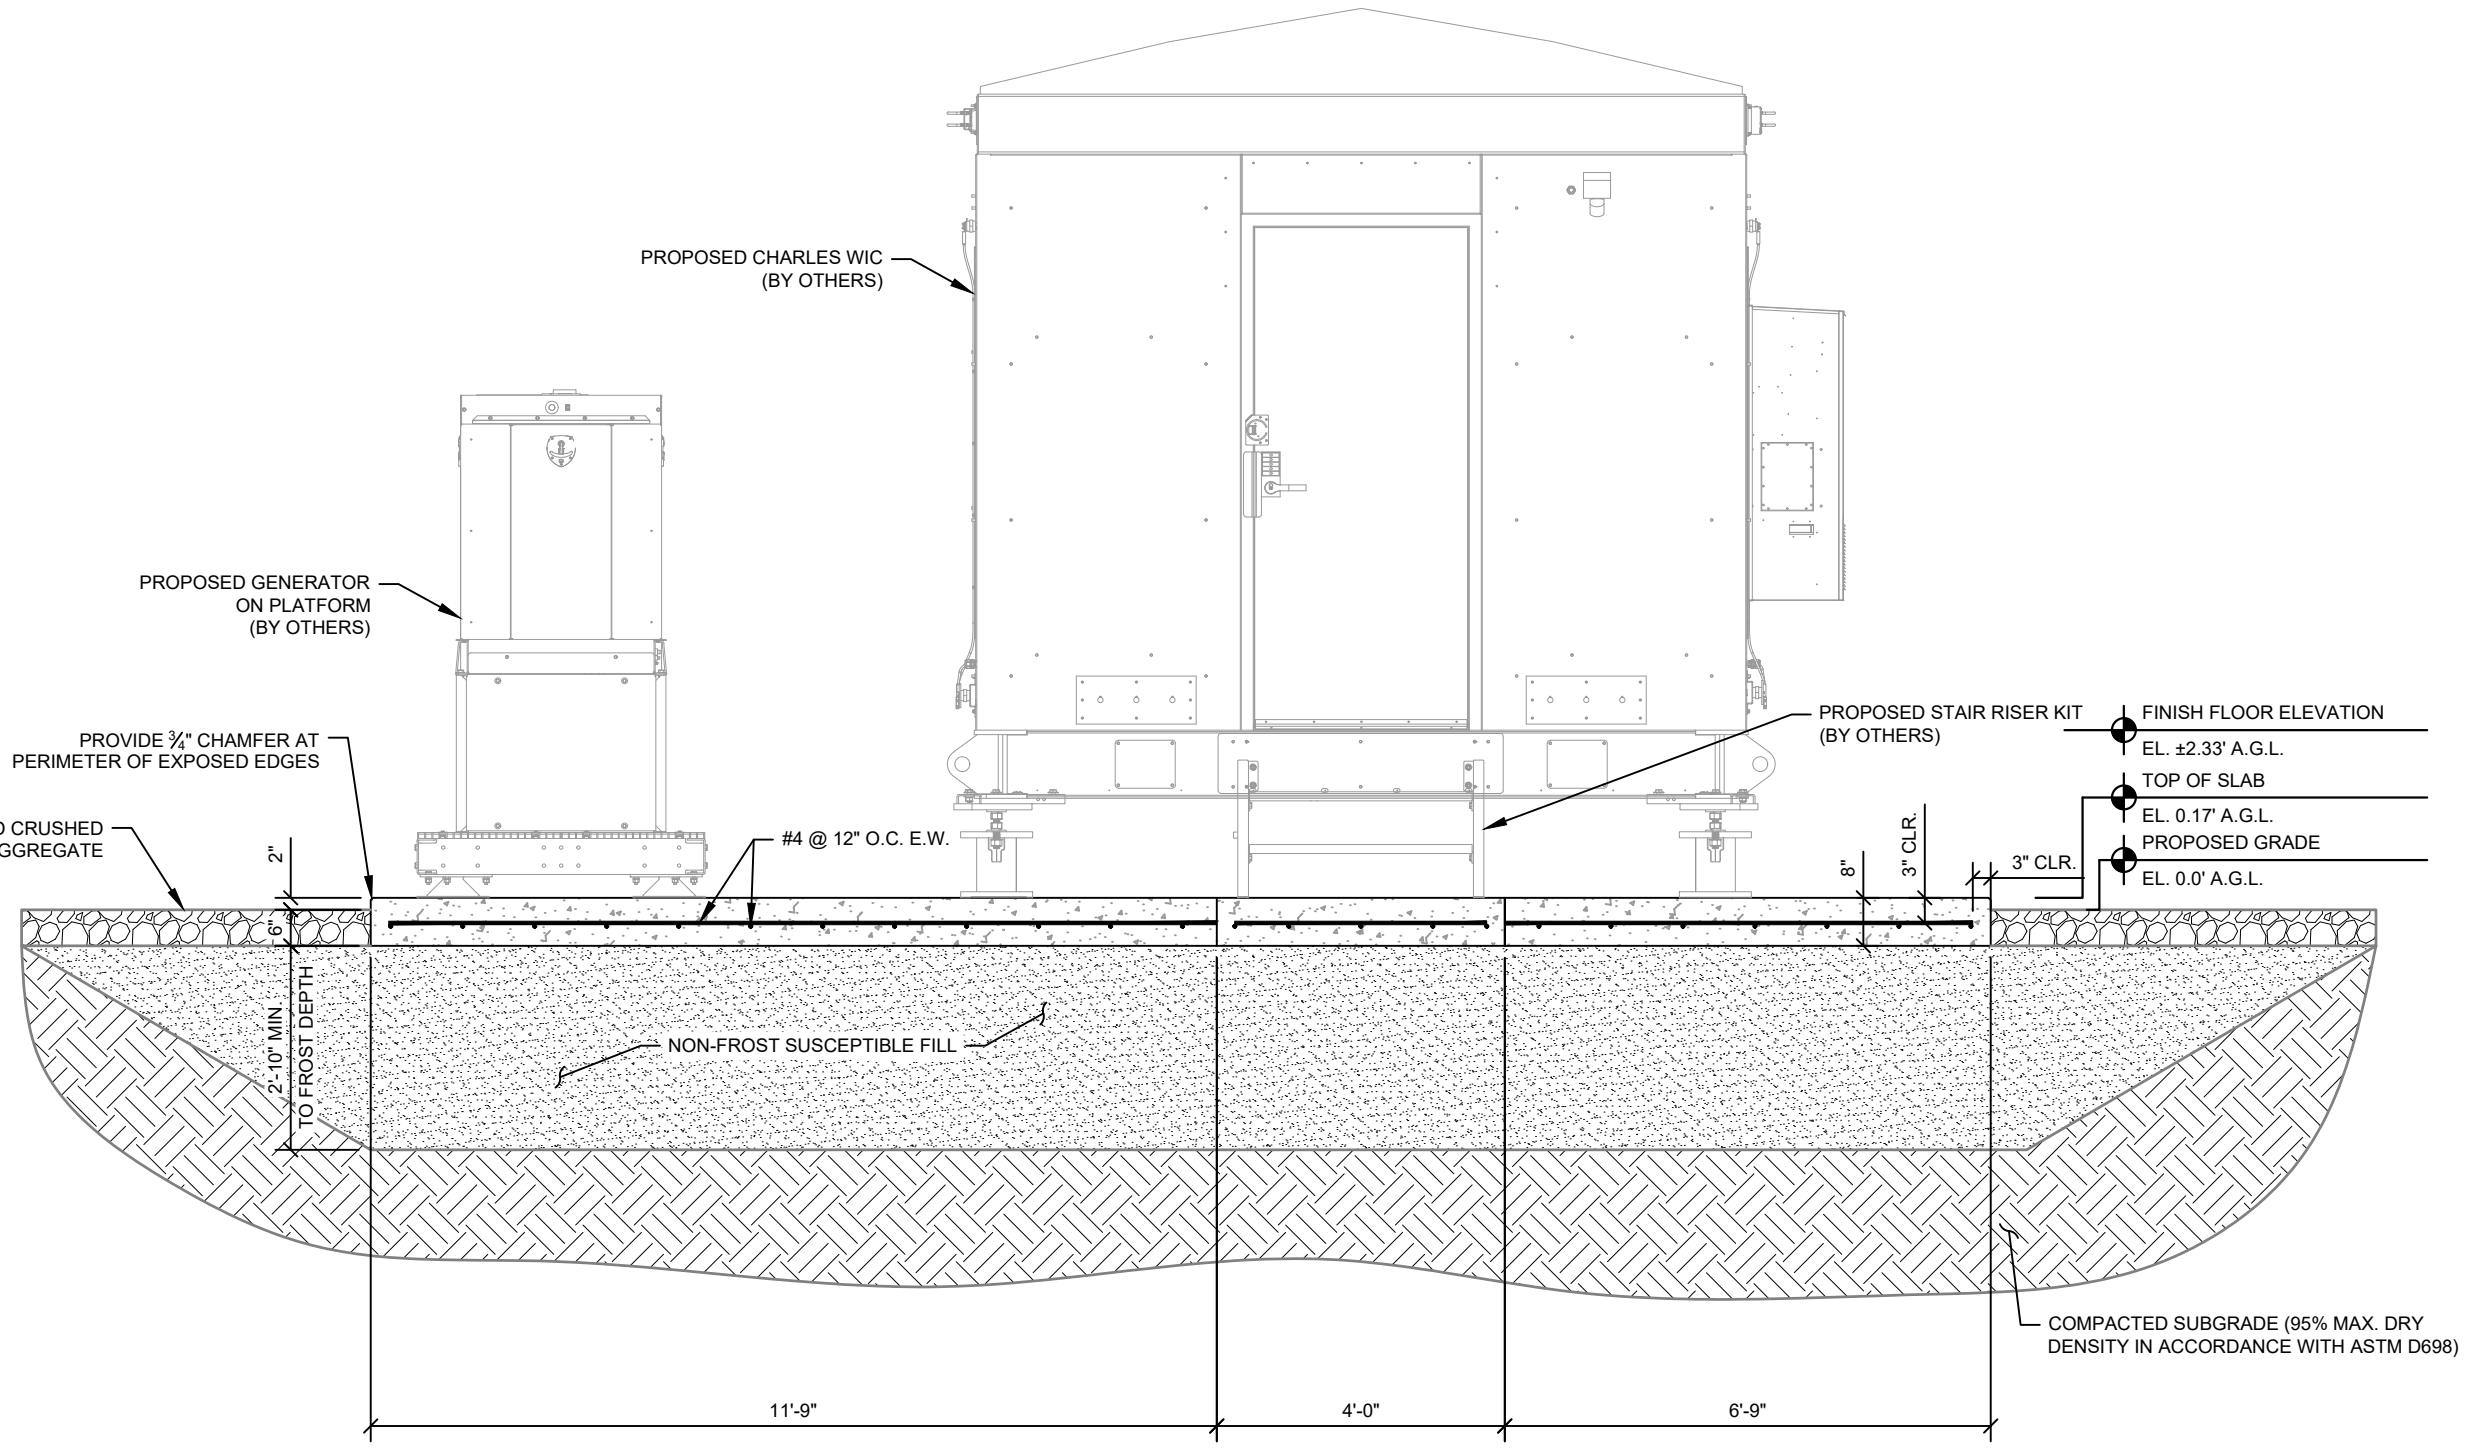 PROPOSED CHARLES WIC
(BY OTHERS)
PROPOSED GENERATOR
ON PLATFORM
(BY OTHERS)
PROVIDE ¾" CHAMFER AT
PERIMETER OF EXPOSED EDGES
CRUSHED
2"
6"
2'-10" MIN
TO FROST DEPTH
#4 @ 12" O.C. E.W.
NON-FROST SUSCEPTIBLE FILL
PROPOSED STAIR RISER KIT
(BY OTHERS)
8"
3" CLR.
3" CLR.
FINISH FLOOR ELEVATION
EL. ±2.33' A.G.L.
TOP OF SLAB
EL. 0.17' A.G.L.
PROPOSED GRADE
EL. 0.0' A.G.L.
COMPACTED SUBGRADE (95% MAX. DRY
DENSITY IN ACCORDANCE WITH ASTM D698)
11'-9"
4'-0"
6'-9"